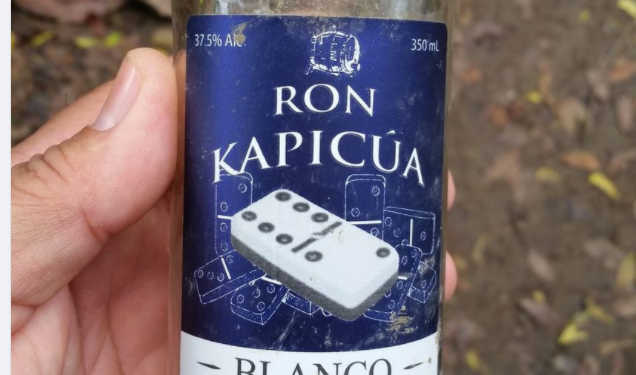 37.5% Alc
350 mL
RON
KAPICÚA
BLANCO